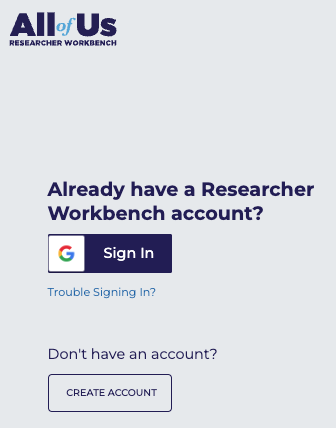 All of Us
RESEARCHER WORKBENCH
Already have a Researcher
Workbench account?
Sign In
Trouble Signing In?
Don't have an account?
CREATE ACCOUNT